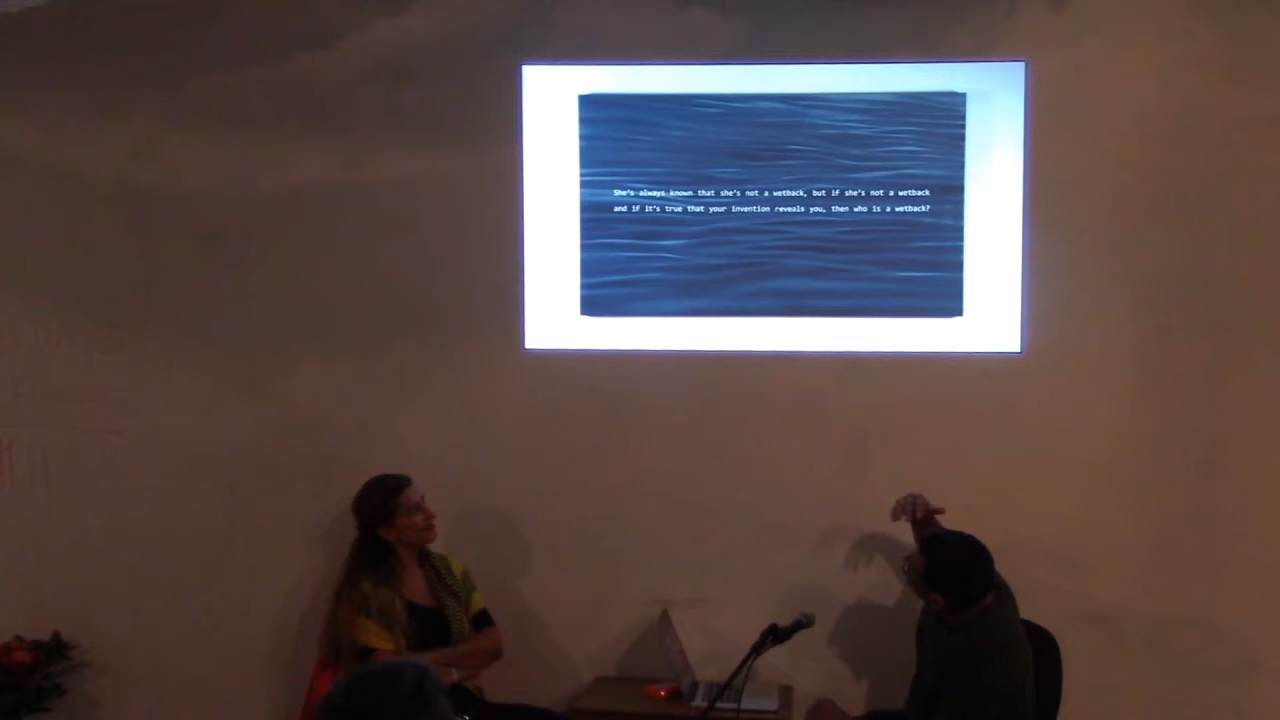 She's always known that she's not a wetback, but if she's not a wetback
and if it's true that your invention reveals you, then who is a wetback?